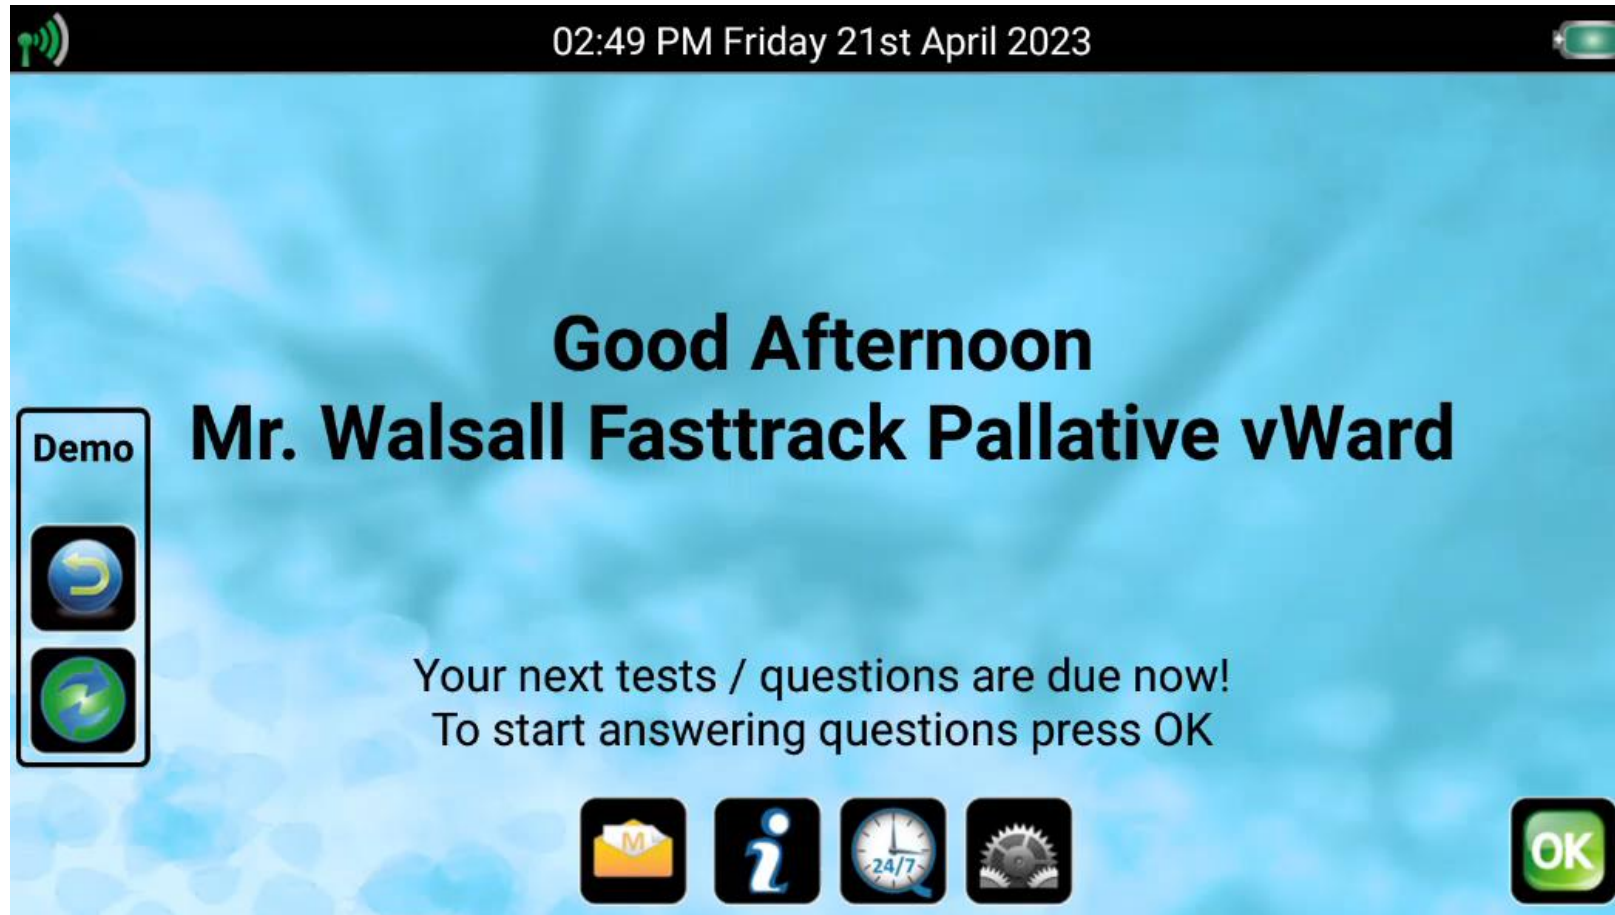 02:49 PM Friday 21st April 2023
Good Afternoon
Mr. Walsall Fasttrack Pallative vWard
Demo
Your next tests / questions are due now!
To start answering questions press OK
M
24/7
OK